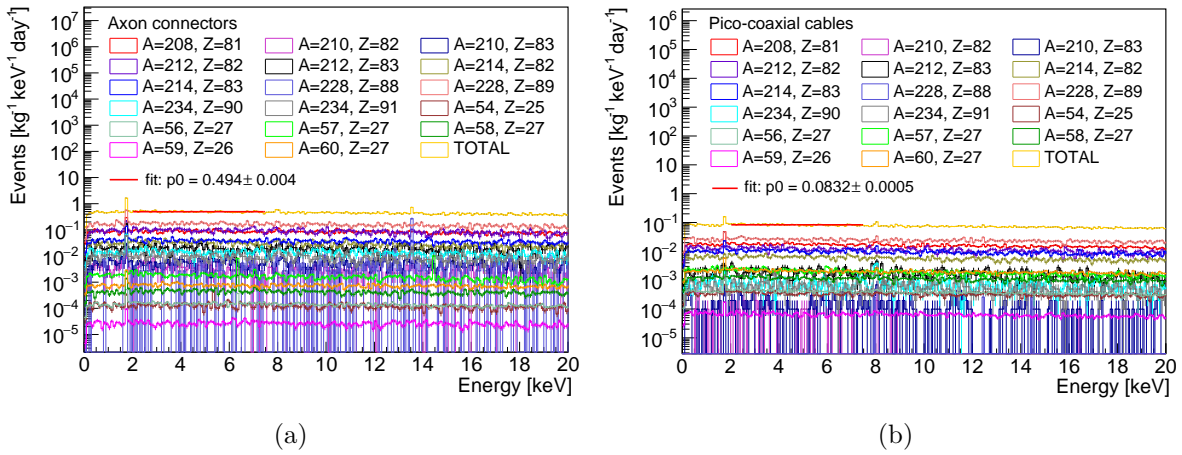 Axon connectors
A=208, Z=81 A=210, Z=82 A=210, Z=83
A=212, Z=82 A=212, Z=83 A=214, Z=82
A=214, Z=83 A=228, Z=88 A=228, Z=89
A=234, Z=90 A=234, Z=91 A=54, Z=25
A=56, Z=27 A=57, Z=27 A=58, Z=27
A=59, Z=26 A=60, Z=27 TOTAL
fit: p0 = 0.494± 0.004
Events [kg⁻¹ keV⁻¹ day⁻¹]
10⁷
10⁶
10⁵
10⁴
10³
10²
10
1
10⁻¹
10⁻²
10⁻³
10⁻⁴
10⁻⁵
0 2 4 6 8 10 12 14 16 18 20
Energy [keV]
(a)
Pico-coaxial cables
A=208, Z=81 A=210, Z=82 A=210, Z=83
A=212, Z=82 A=212, Z=83 A=214, Z=82
A=214, Z=83 A=228, Z=88 A=228, Z=89
A=234, Z=90 A=234, Z=91 A=54, Z=25
A=56, Z=27 A=57, Z=27 A=58, Z=27
A=59, Z=26 A=60, Z=27 TOTAL
fit: p0 = 0.0832± 0.0005
Events [kg⁻¹ keV⁻¹ day⁻¹]
10⁶
10⁵
10⁴
10³
10²
10
1
10⁻¹
10⁻²
10⁻³
10⁻⁴
10⁻⁵
0 2 4 6 8 10 12 14 16 18 20
Energy [keV]
(b)